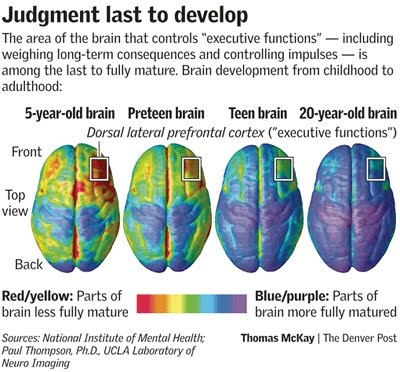 Judgment last to develop
The area of the brain that controls “executive functions” — including
weighing long-term consequences and controlling impulses — is
among the last to fully mature. Brain development from childhood to
adulthood:
5-year-old brain Preteen brain Teen brain 20-year-old brain
Dorsal lateral prefrontal cortex (“executive functions”)
Front
Top
view
Back
Red/yellow: Parts of
brain less fully mature
Blue/purple: Parts of
brain more fully matured
Sources: National Institute of Mental Health;
Paul Thompson, Ph.D., UCLA Laboratory of
Neuro Imaging
Thomas McKay | The Denver Post